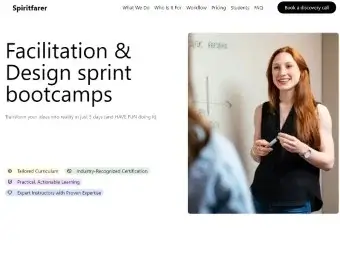 Spiritfarer
What We Do Who Is It For Workflow Pricing Students FAQ
Book a discovery call
Facilitation &
Design sprint
bootcamps
Transform your ideas into reality in just 3 days (and HAVE FUN doing it)
Tailored Curriculum Industry-Recognized Certification
Practical, Actionable Learning
Expert Instructors with Proven Expertise